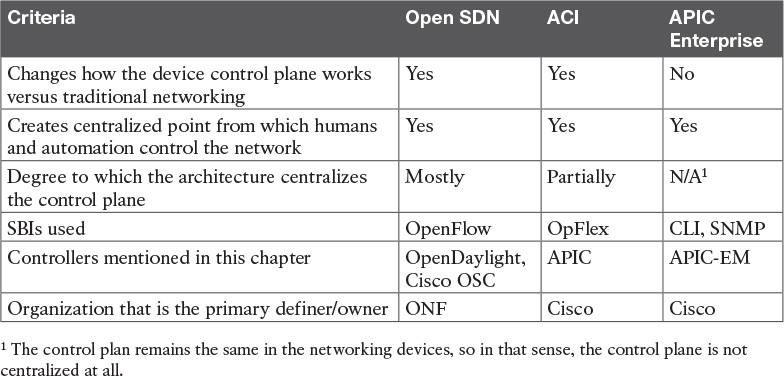 Criteria Open SDN ACI APIC
Enterprise
Changes how the device control plane works Yes Yes No
versus traditional networking
Creates centralized point from which humans Yes Yes Yes
and automation control the network
Degree to which the architecture centralizes Mostly Partially N/A¹
the control plane
SBIs used OpenFlow OpFlex CLI, SNMP
Controllers mentioned in this chapter OpenDaylight, APIC APIC-EM
Cisco OSC
Organization that is the primary definer/owner ONF Cisco Cisco
¹ The control plan remains the same in the networking devices, so in that sense, the control plane is not
centralized at all.